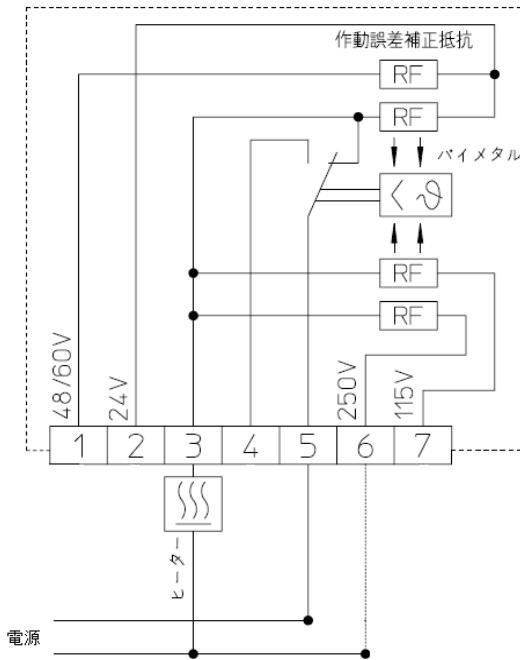 作動誤差補正抵抗
RF
RF
バイメタル
< ϑ
RF
RF
48/60V
24V
250V
115V
1 2 3 4 5 6 7
ヒーター
電源